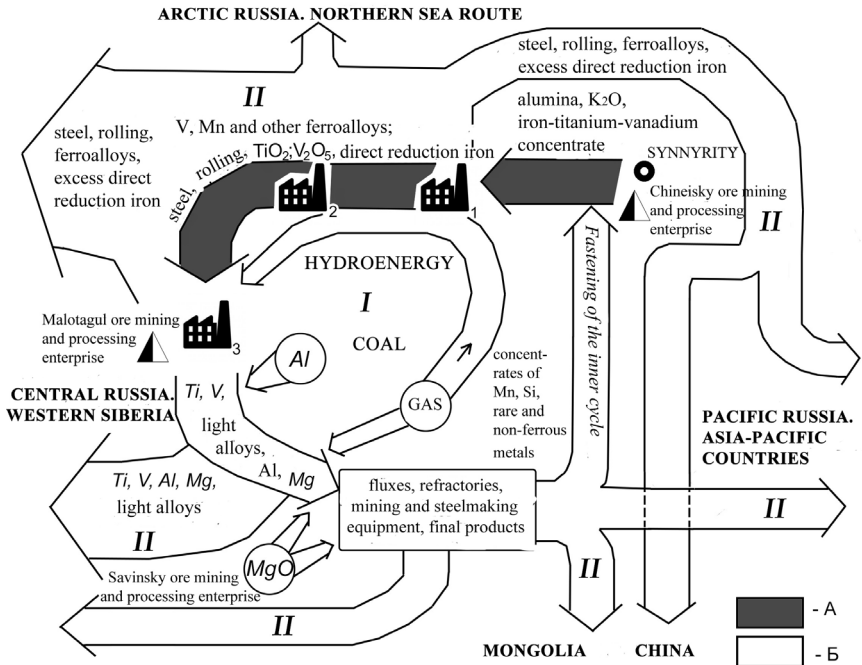 ARCTIC RUSSIA. NORTHERN SEA ROUTE
steel, rolling, ferroalloys,
excess direct reduction iron
II
alumina, K₂O,
iron-titanium-vanadium
concentrate
V, Mn and other ferroalloys;
steel, rolling, TiO₂;V₂O₅, direct reduction iron
steel, rolling,
ferroalloys,
excess direct
reduction iron
SYNNYRITY
Chineisky ore mining
and processing
enterprise
II
2
1
HYDROENERGY
I
COAL
Fastening of the inner cycle
Malotagul ore mining
and processing
enterprise
3
Al
GAS
concent-
rates of
Mn, Si,
rare and
non-ferrous
metals
CENTRAL RUSSIA.
WESTERN SIBERIA
Ti, V,
light
alloys,
Al, Mg
PACIFIC RUSSIA.
ASIA-PACIFIC
COUNTRIES
Ti, V, Al, Mg,
light alloys
II
fluxes, refractories,
mining and steelmaking
equipment, final products
II
MgO
Savinsky ore mining
and processing enterprise
II
II
MONGOLIA
CHINA
- А
- Б